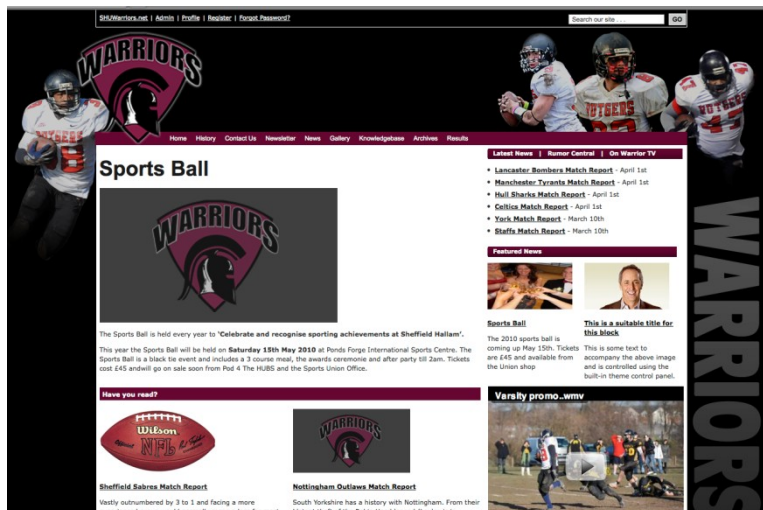 SHUWarriors.net | Admin | Profile | Register | Forgot Password?
Search our site . . .
GO
WARRIORS
Home History Contact Us Newsletter News Gallery Knowledgebase Archives Results
RUTGERS
RUTGERS
47
Sports Ball
WARRIORS
The Sports Ball is held every year to 'Celebrate and recognise sporting achievements at Sheffield Hallam'.
This year the Sports Ball will be held on Saturday 15th May 2010 at Ponds Forge International Sports Centre. The
Sports Ball is a black tie event and includes a 3 course meal, the awards ceremonie and after party till 2am. Tickets
cost £45 andwill go on sale soon from Pod 4 The HUBS and the Sports Union Office.
Have you read?
Wilson
Official NFL
Sheffield Sabres Match Report
Vastly outnumbered by 3 to 1 and facing a more
WARRIORS
Nottingham Outlaws Match Report
South Yorkshire has a history with Nottingham. From their
Latest News | Rumor Central | On Warrior TV
Lancaster Bombers Match Report - April 1st
Manchester Tyrants Match Report - April 1st
Hull Sharks Match Report - April 1st
Celtics Match Report - April 1st
York Match Report - March 10th
Staffs Match Report - March 10th
Featured News
Sports Ball
The 2010 sports ball is
coming up May 15th. Tickets
are £45 and available from
the Union shop
This is a suitable title for
this block
This is some text to
accompany the above image
and is controlled using the
built-in theme control panel.
Varsity promo..wmv
WARRIORS